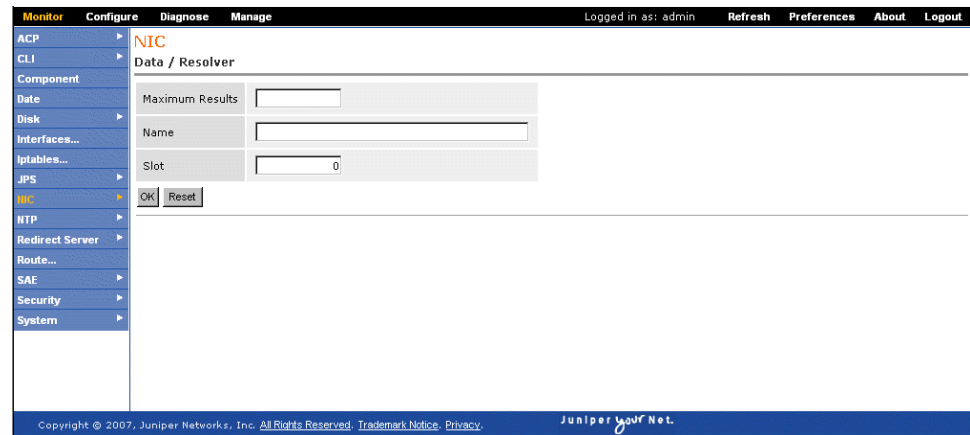 Monitor Configure Diagnose Manage Logged in as: admin Refresh Preferences About Logout
ACP
CLI
Component
Date
Disk
Interfaces...
Iptables...
JPS
NIC
NTP
Redirect Server
Route...
SAE
Security
System
NIC
Data / Resolver
Maximum Results
Name
Slot 0
OK Reset
Copyright © 2007, Juniper Networks, Inc. All Rights Reserved. Trademark Notice. Privacy.
Juniper your Net.